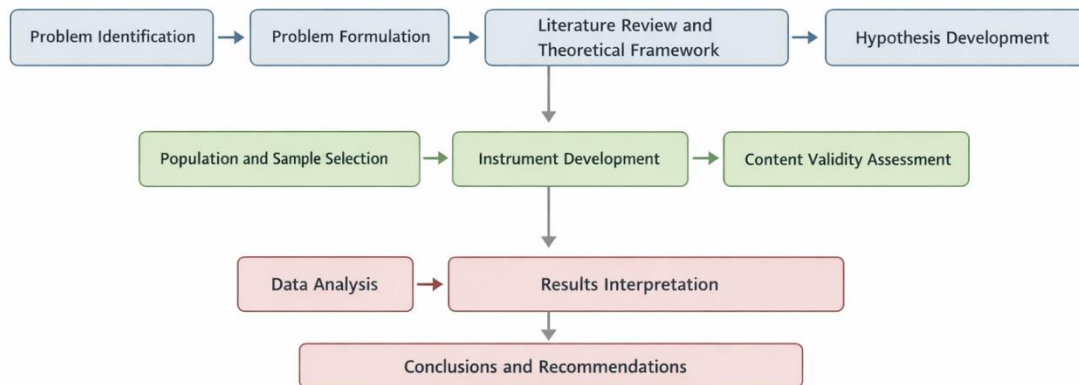 Problem Identification
Problem Formulation
Literature Review and
Theoretical Framework
Hypothesis Development
Population and Sample Selection
Instrument Development
Content Validity Assessment
Data Analysis
Results Interpretation
Conclusions and Recommendations